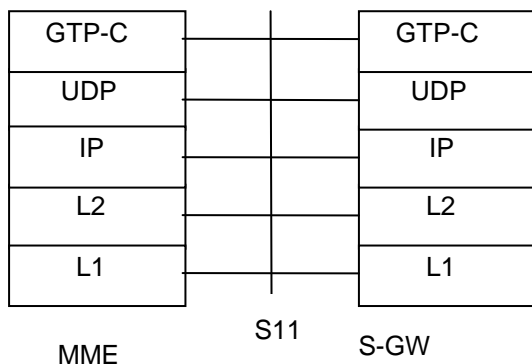 GTP-C GTP-C
UDP UDP
IP IP
L2 L2
L1 L1
S11
MME S-GW